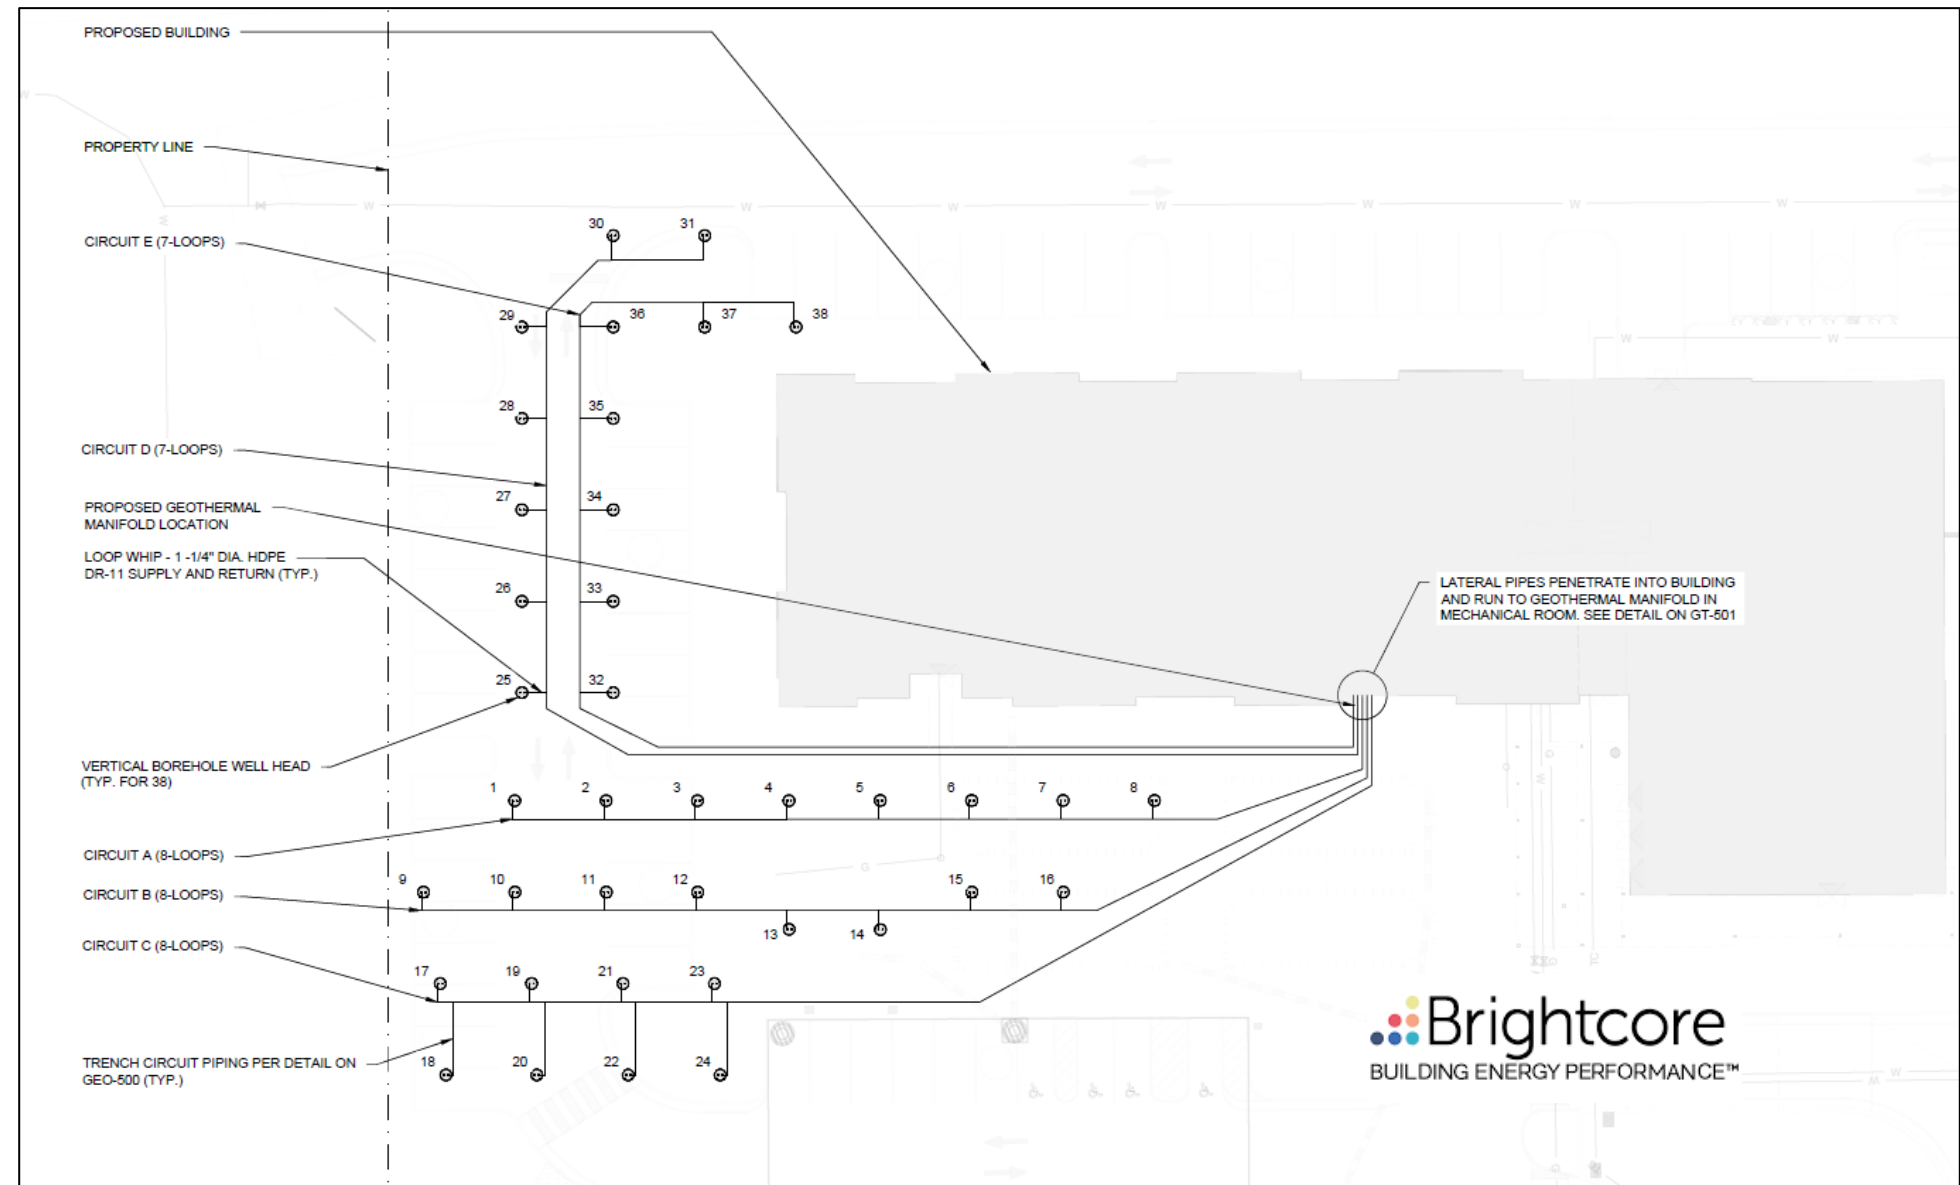 PROPOSED BUILDING
PROPERTY LINE
CIRCUIT E (7-LOOPS)
CIRCUIT D (7-LOOPS)
PROPOSED GEOTHERMAL
MANIFOLD LOCATION
LOOP WHIP - 1 -1/4" DIA. HDPE
DR-11 SUPPLY AND RETURN (TYP.)
VERTICAL BOREHOLE WELL HEAD
(TYP. FOR 38)
CIRCUIT A (8-LOOPS)
CIRCUIT B (8-LOOPS)
CIRCUIT C (8-LOOPS)
TRENCH CIRCUIT PIPING PER DETAIL ON
GEO-500 (TYP.)
W W W W W W W W
30 31
29 36 37 38
28 35
27 34
26 33
25 32
1 2 3 4 5 6 7 8
9 10 11 12 15 16
13 14
17 19 21 23
18 20 22 24
LATERAL PIPES PENETRATE INTO BUILDING
AND RUN TO GEOTHERMAL MANIFOLD IN
MECHANICAL ROOM. SEE DETAIL ON GT-501
W W
G
Brightcore
BUILDING ENERGY PERFORMANCE™
W W